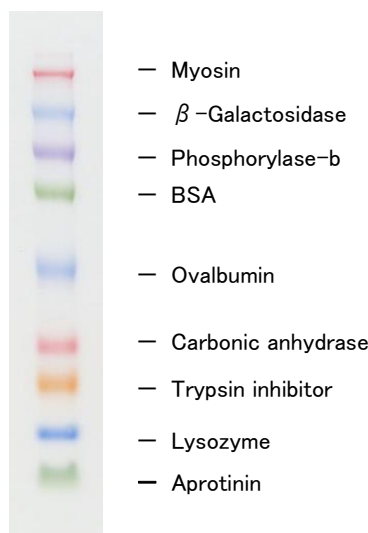 Myosin
β-Galactosidase
Phosphorylase-b
BSA
Ovalbumin
Carbonic anhydrase
Trypsin inhibitor
Lysozyme
Aprotinin